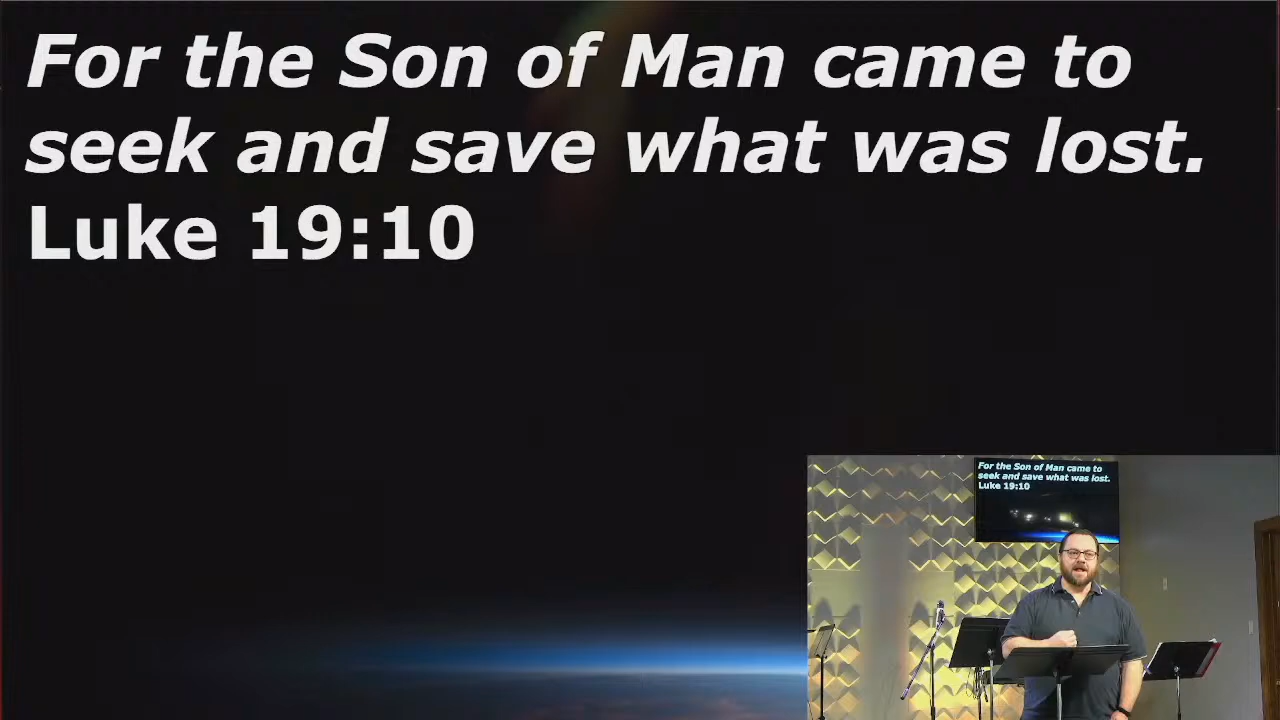 For the Son of Man came to
seek and save what was lost.
Luke 19:10
For the Son of Man came to
seek and save what was lost.
Luke 19:10